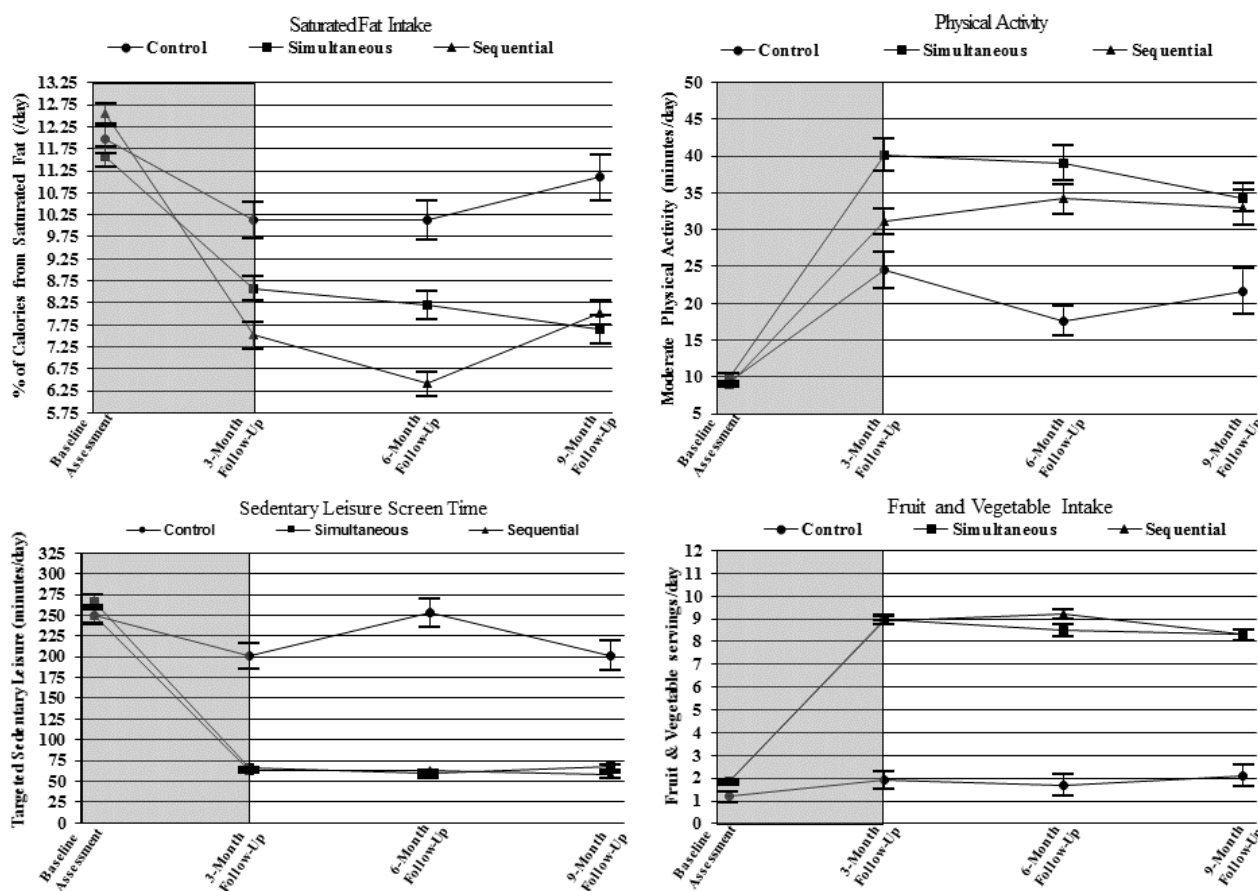 Saturated Fat Intake
Control Simultaneous Sequential
% of Calories from Saturated Fat (/day)
13.25
12.75
12.25
11.75
11.25
10.75
10.25
9.75
9.25
8.75
8.25
7.75
7.25
6.75
6.25
5.75
Baseline
Assessment
3-Month
Follow-Up
6-Month
Follow-Up
9-Month
Follow-Up
Physical Activity
Control Simultaneous Sequential
Moderate Physical Activity (minutes/day)
50
45
40
35
30
25
20
15
10
5
Baseline
Assessment
3-Month
Follow-Up
6-Month
Follow-Up
9-Month
Follow-Up
Sedentary Leisure Screen Time
Control Simultaneous Sequential
Targeted Sedentary Leisure (minutes/day)
325
300
275
250
225
200
175
150
125
100
75
50
25
0
Baseline
Assessment
3-Month
Follow-Up
6-Month
Follow-Up
9-Month
Follow-Up
Fruit and Vegetable Intake
Control Simultaneous Sequential
Fruit & Vegetable servings/day
12
11
10
9
8
7
6
5
4
3
2
1
0
Baseline
Assessment
3-Month
Follow-Up
6-Month
Follow-Up
9-Month
Follow-Up